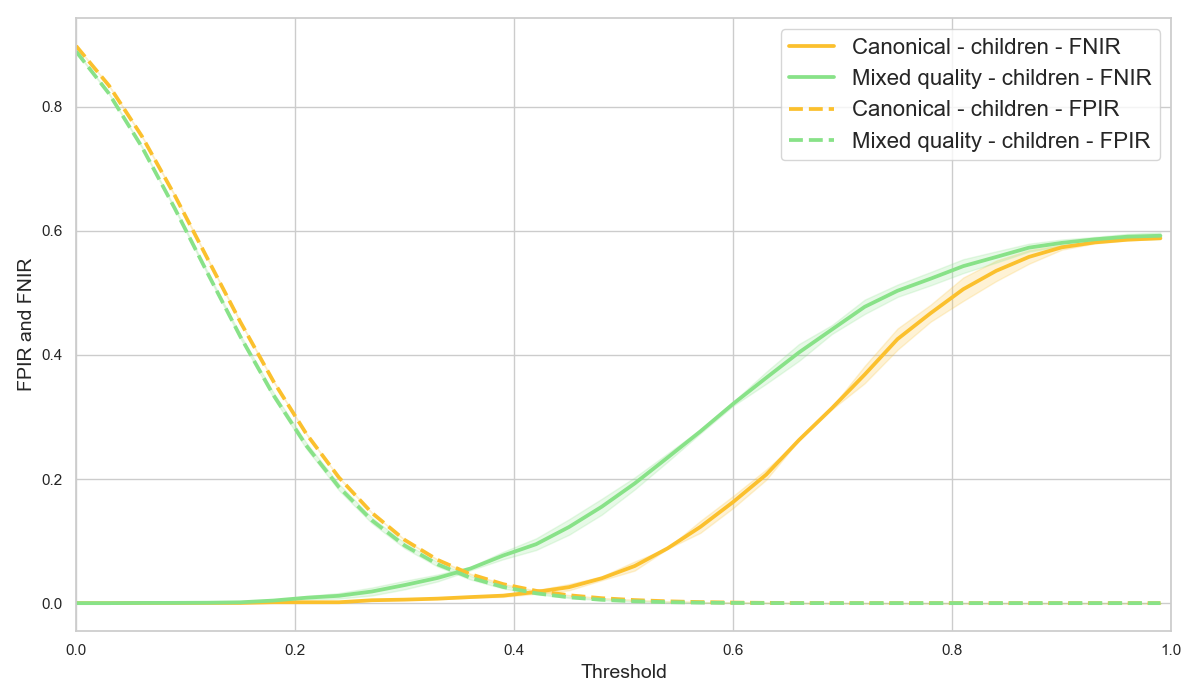 Canonical - children - FNIR
Mixed quality - children - FNIR
Canonical - children - FPIR
Mixed quality - children - FPIR
FPIR and FNIR
0.8
0.6
0.4
0.2
0.0
0.0 0.2 0.4 0.6 0.8 1.0
Threshold